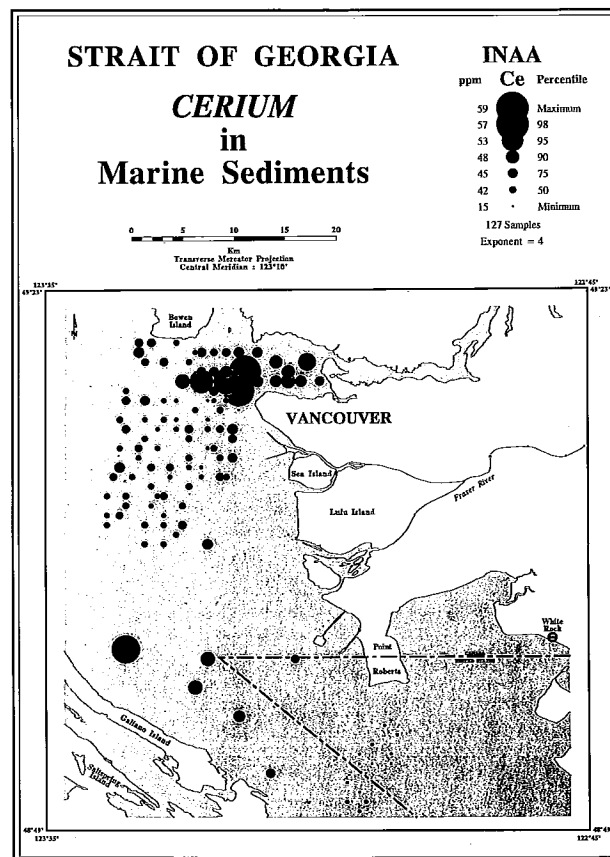 STRAIT OF GEORGIA
CERIUM
in
Marine Sediments
INAA
ppm Ce Percentile
59 Maximum
57 98
53 95
48 90
45 75
42 50
15 Minimum
127 Samples
Exponent = 4
0 5 10 15 20
Km
Transverse Mercator Projection
Central Meridian : 123°10'
123°35'
49°23'
122°45'
49°23'
Bowen
Island
VANCOUVER
Sea Island
Lulu Island
Fraser River
White
Rock
Point
Roberts
Galiano Island
Saltspring
Island
48°49'
123°35'
48°49'
122°45'